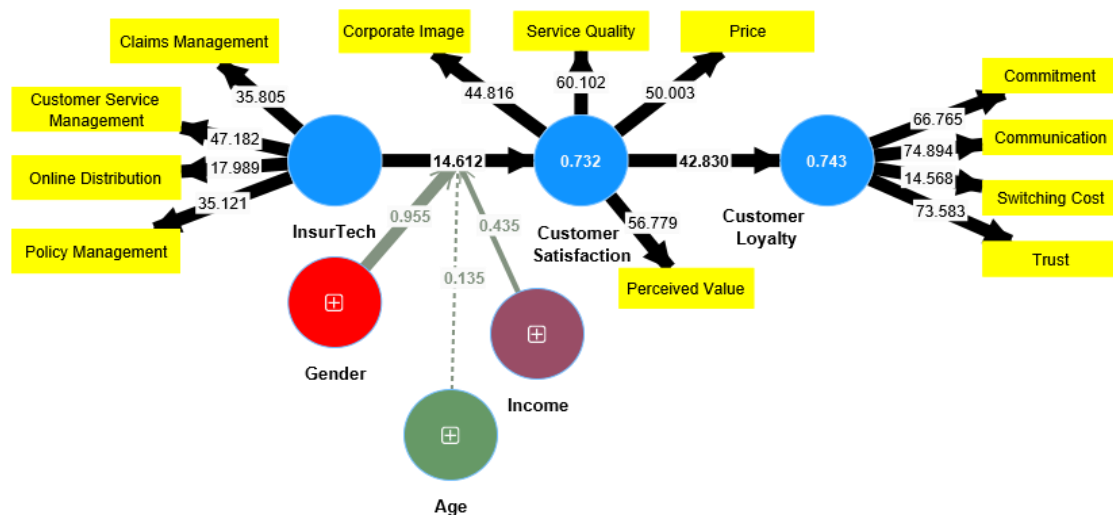 Claims Management
Corporate Image
Service Quality
Price
Commitment
Customer Service
Management
Online Distribution
Policy Management
Communication
Switching Cost
Trust
35.805
47.182
17.989
35.121
44.816
60.102
50.003
66.765
74.894
14.568
73.583
14.612
0.732
42.830
0.743
InsurTech
Customer
Satisfaction
56.779
Customer
Loyalty
Perceived Value
0.955
0.435
0.135
Gender
Income
Age